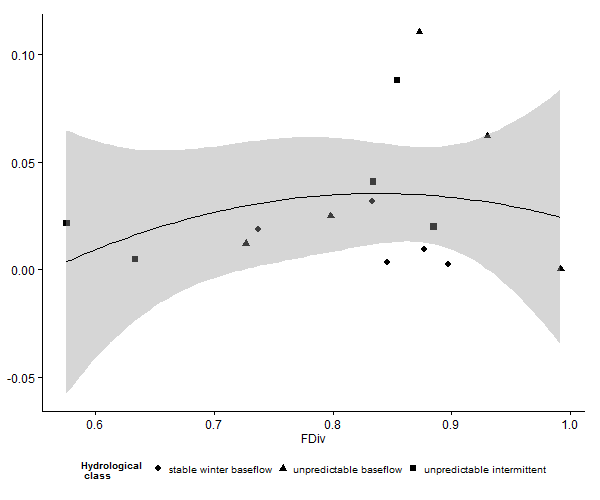 0.10
0.05
0.00
-0.05
0.6 0.7 0.8 0.9 1.0
FDiv
Hydrological
class
stable winter baseflow unpredictable baseflow unpredictable intermittent